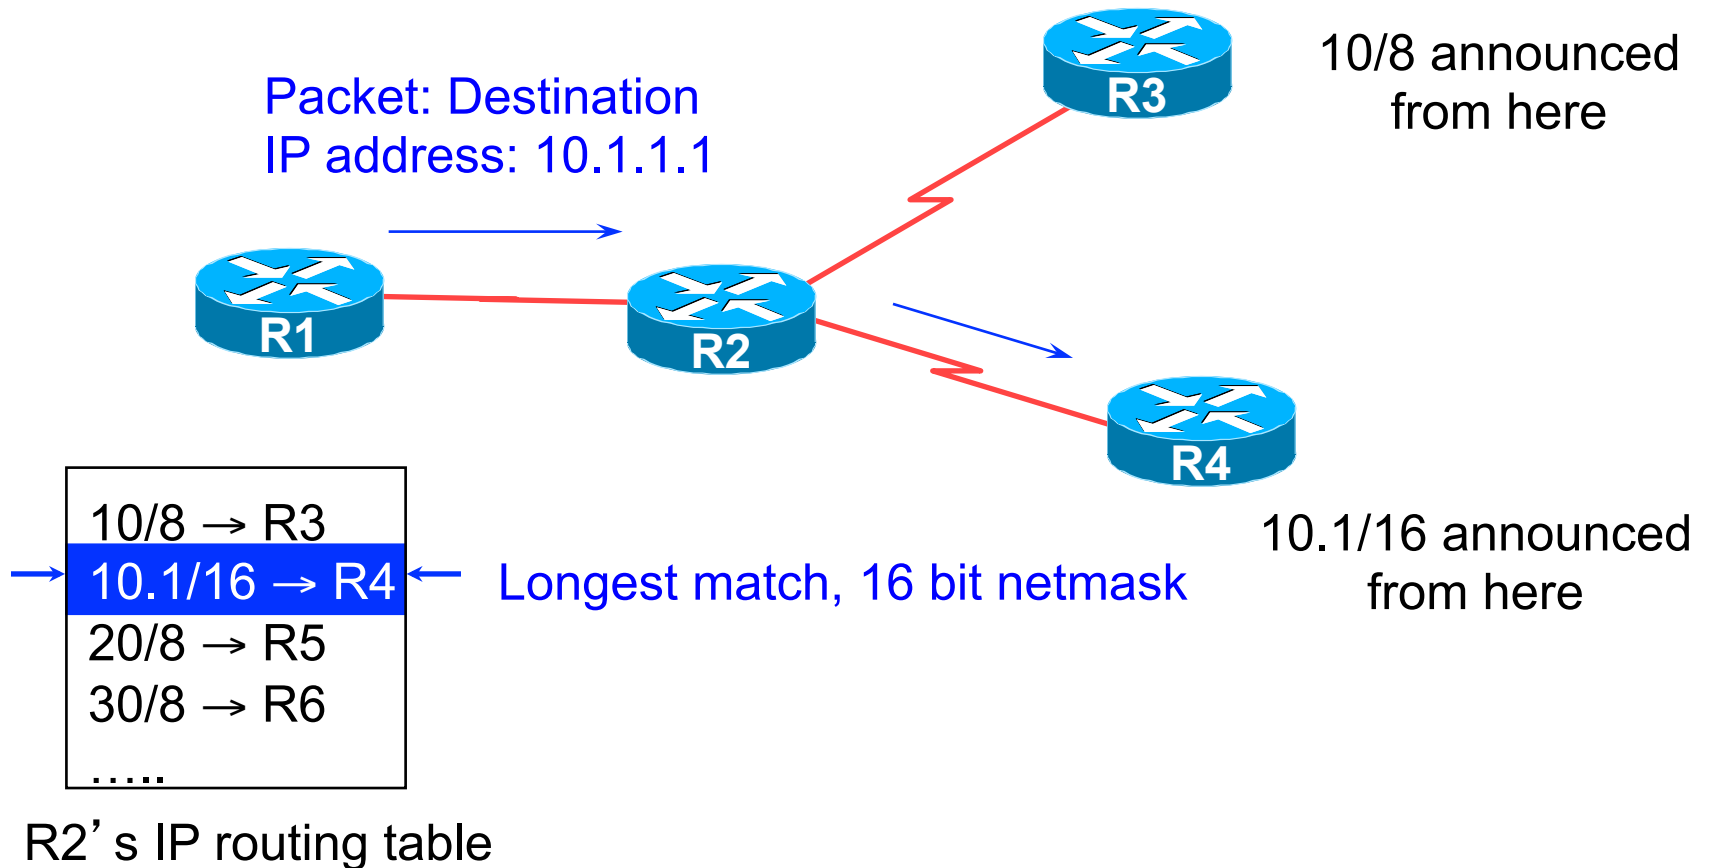 Packet: Destination
IP address: 10.1.1.1
R3
10/8 announced
from here
R1
R2
R4
10.1/16 announced
from here
10/8 → R3
10.1/16 → R4
20/8 → R5
30/8 → R6
.....
Longest match, 16 bit netmask
R2’s IP routing table